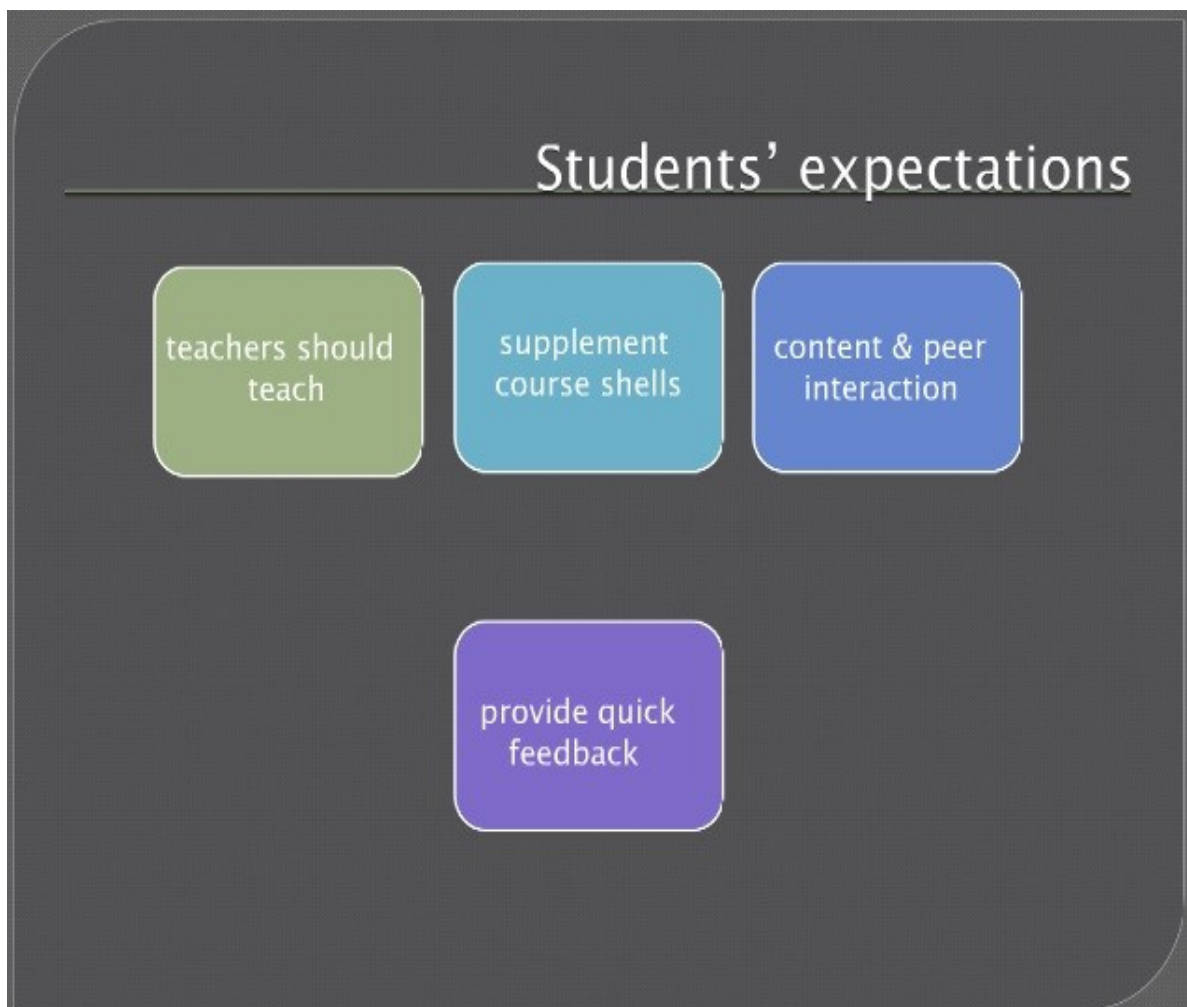 Students’ expectations
teachers should
teach
supplement
course shells
content & peer
interaction
provide quick
feedback